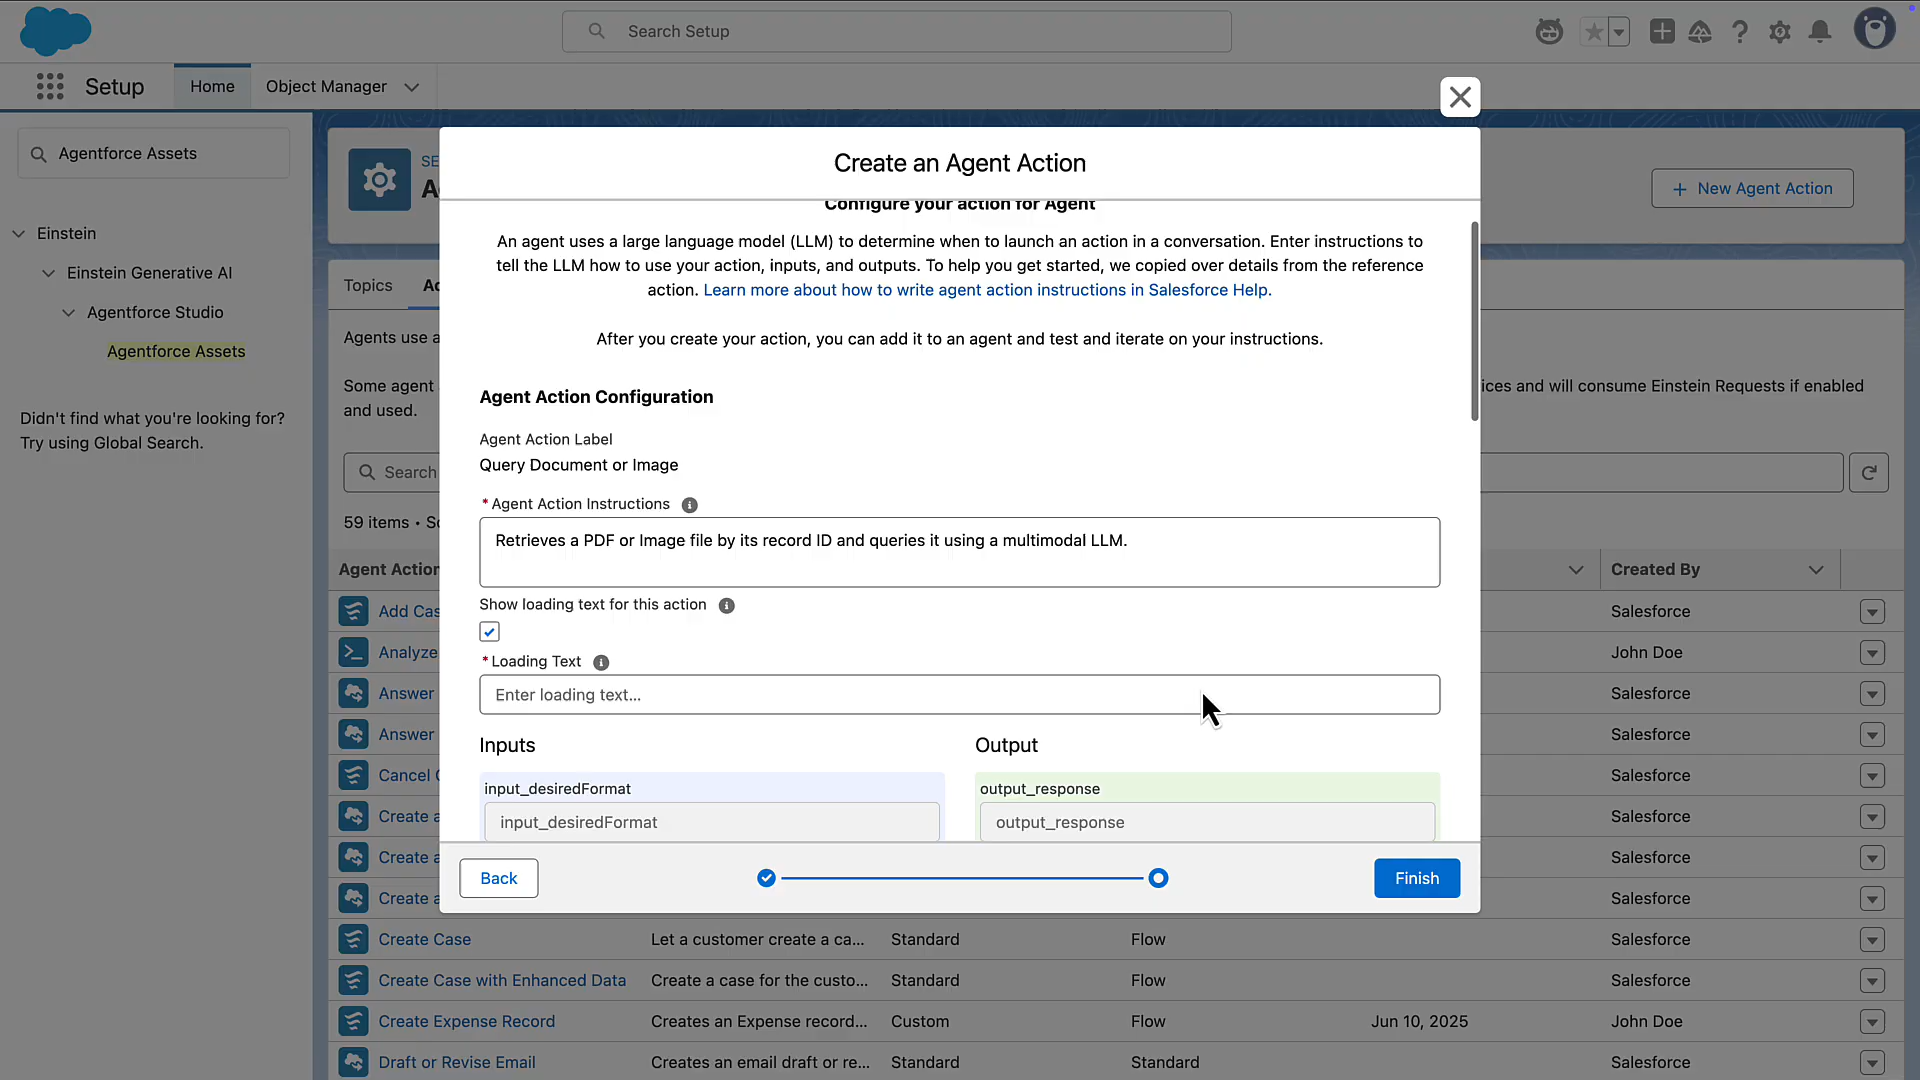 Search Setup
Setup
Home
Object Manager
Agentforce Assets
Einstein
Einstein Generative AI
Agentforce Studio
Agentforce Assets
Didn't find what you're looking for?
Try using Global Search.
New Agent Action
Topics
Agents use a
Some agent
ices and will consume Einstein Requests if enabled
and used.
Search
59 items •
Create an Agent Action
Configure your action for Agent
An agent uses a large language model (LLM) to determine when to launch an action in a conversation. Enter instructions to
tell the LLM how to use your action, inputs, and outputs. To help you get started, we copied over details from the reference
action. Learn more about how to write agent action instructions in Salesforce Help.
After you create your action, you can add it to an agent and test and iterate on your instructions.
Agent Action Configuration
Agent Action Label
Query Document or Image
* Agent Action Instructions
Retrieves a PDF or Image file by its record ID and queries it using a multimodal LLM.
Show loading text for this action
* Loading Text
Enter loading text...
Inputs
Output
input_desiredFormat
output_response
input_desiredFormat
output_response
Back
Finish
Agent Action
Created By
Add Cas
Salesforce
Analyze
John Doe
Answer
Salesforce
Answer
Salesforce
Cancel
Salesforce
Create a
Salesforce
Create a
Salesforce
Create a
Salesforce
Create Case
Let a customer create a ca...
Standard
Flow
Salesforce
Create Case with Enhanced Data
Create a case for the custo...
Standard
Flow
Salesforce
Create Expense Record
Creates an Expense record...
Custom
Flow
Jun 10, 2025
John Doe
Draft or Revise Email
Creates an email draft or re...
Standard
Standard
Salesforce